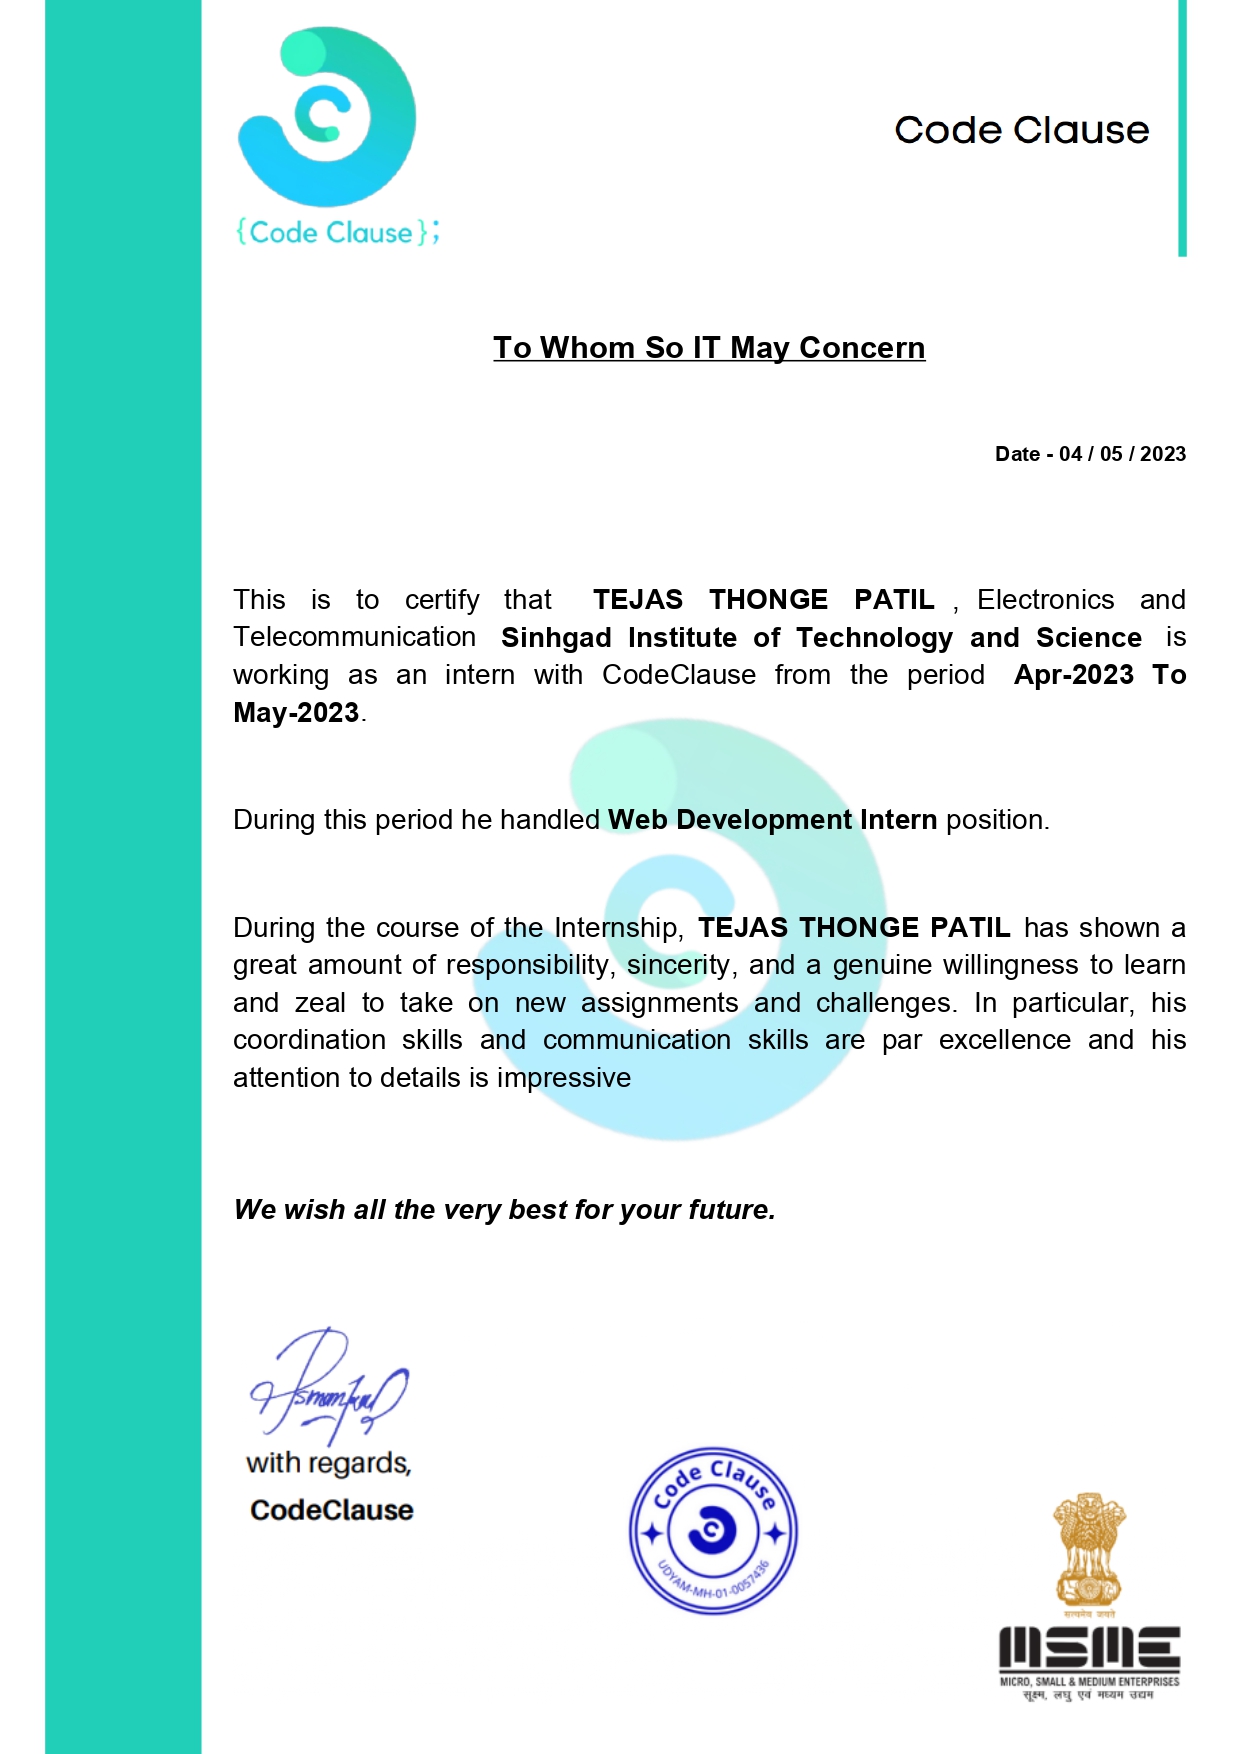 {Code Clause};
Code Clause
To Whom So IT May Concern
Date - 04 / 05 / 2023
This is to certify that TEJAS THONGE PATIL , Electronics and
Telecommunication Sinhgad Institute of Technology and Science is
working as an intern with CodeClause from the period Apr-2023 To
May-2023.
During this period he handled Web Development Intern position.
During the course of the Internship, TEJAS THONGE PATIL has shown a
great amount of responsibility, sincerity, and a genuine willingness to learn
and zeal to take on new assignments and challenges. In particular, his
coordination skills and communication skills are par excellence and his
attention to details is impressive
We wish all the very best for your future.
with regards,
CodeClause
Code Clause
UDYAM-MH-01-0057436
सत्यमेव जयते
MSME
MICRO, SMALL & MEDIUM ENTERPRISES
सूक्ष्म, लघु एवं मध्यम उद्यम